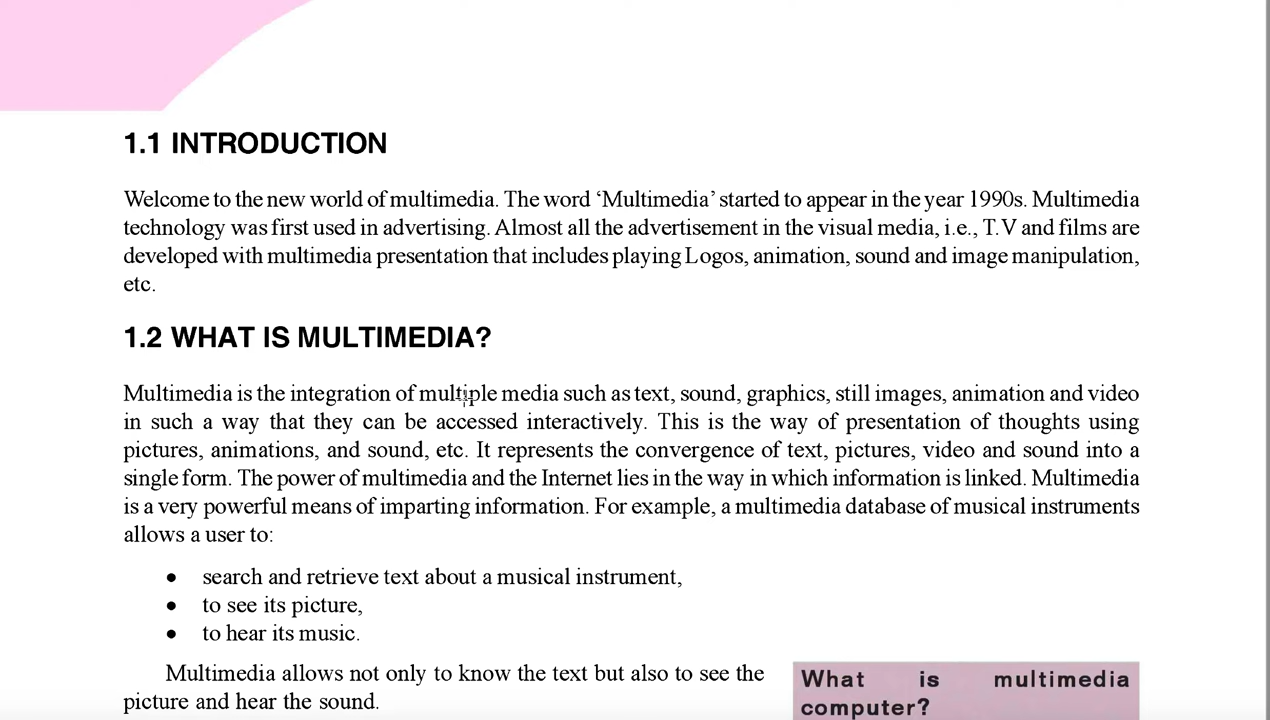 1.1 INTRODUCTION
Welcome to the new world of multimedia. The word ‘Multimedia’ started to appear in the year 1990s. Multimedia
technology was first used in advertising. Almost all the advertisement in the visual media, i.e., T.V and films are
developed with multimedia presentation that includes playing Logos, animation, sound and image manipulation,
etc.
1.2 WHAT IS MULTIMEDIA?
Multimedia is the integration of multiple media such as text, sound, graphics, still images, animation and video
in such a way that they can be accessed interactively. This is the way of presentation of thoughts using
pictures, animations, and sound, etc. It represents the convergence of text, pictures, video and sound into a
single form. The power of multimedia and the Internet lies in the way in which information is linked. Multimedia
is a very powerful means of imparting information. For example, a multimedia database of musical instruments
allows a user to:
• search and retrieve text about a musical instrument,
• to see its picture,
• to hear its music.
Multimedia allows not only to know the text but also to see the
picture and hear the sound.
What is multimedia
computer?